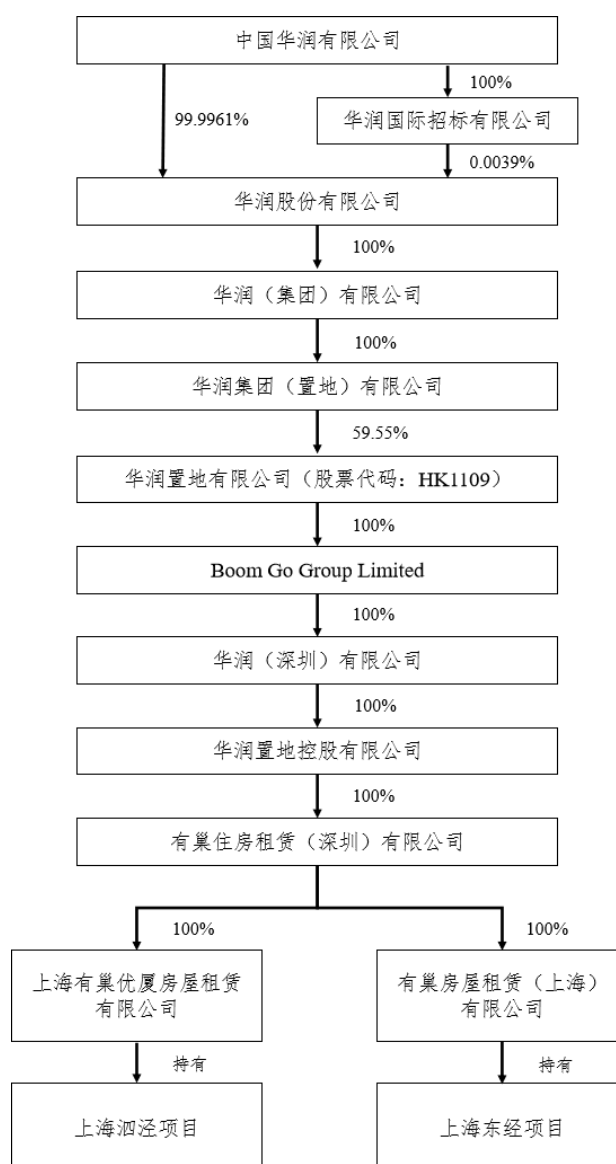 中国华润有限公司
100%
99.9961%
华润国际招标有限公司
0.0039%
华润股份有限公司
100%
华润（集团）有限公司
100%
华润集团（置地）有限公司
59.55%
华润置地有限公司（股票代码：HK1109）
100%
Boom Go Group Limited
100%
华润（深圳）有限公司
100%
华润置地控股有限公司
100%
有巢住房租赁（深圳）有限公司
100%
100%
上海有巢优厦房屋租赁
有限公司
有巢房屋租赁（上海）
有限公司
持有
持有
上海泗泾项目
上海东经项目